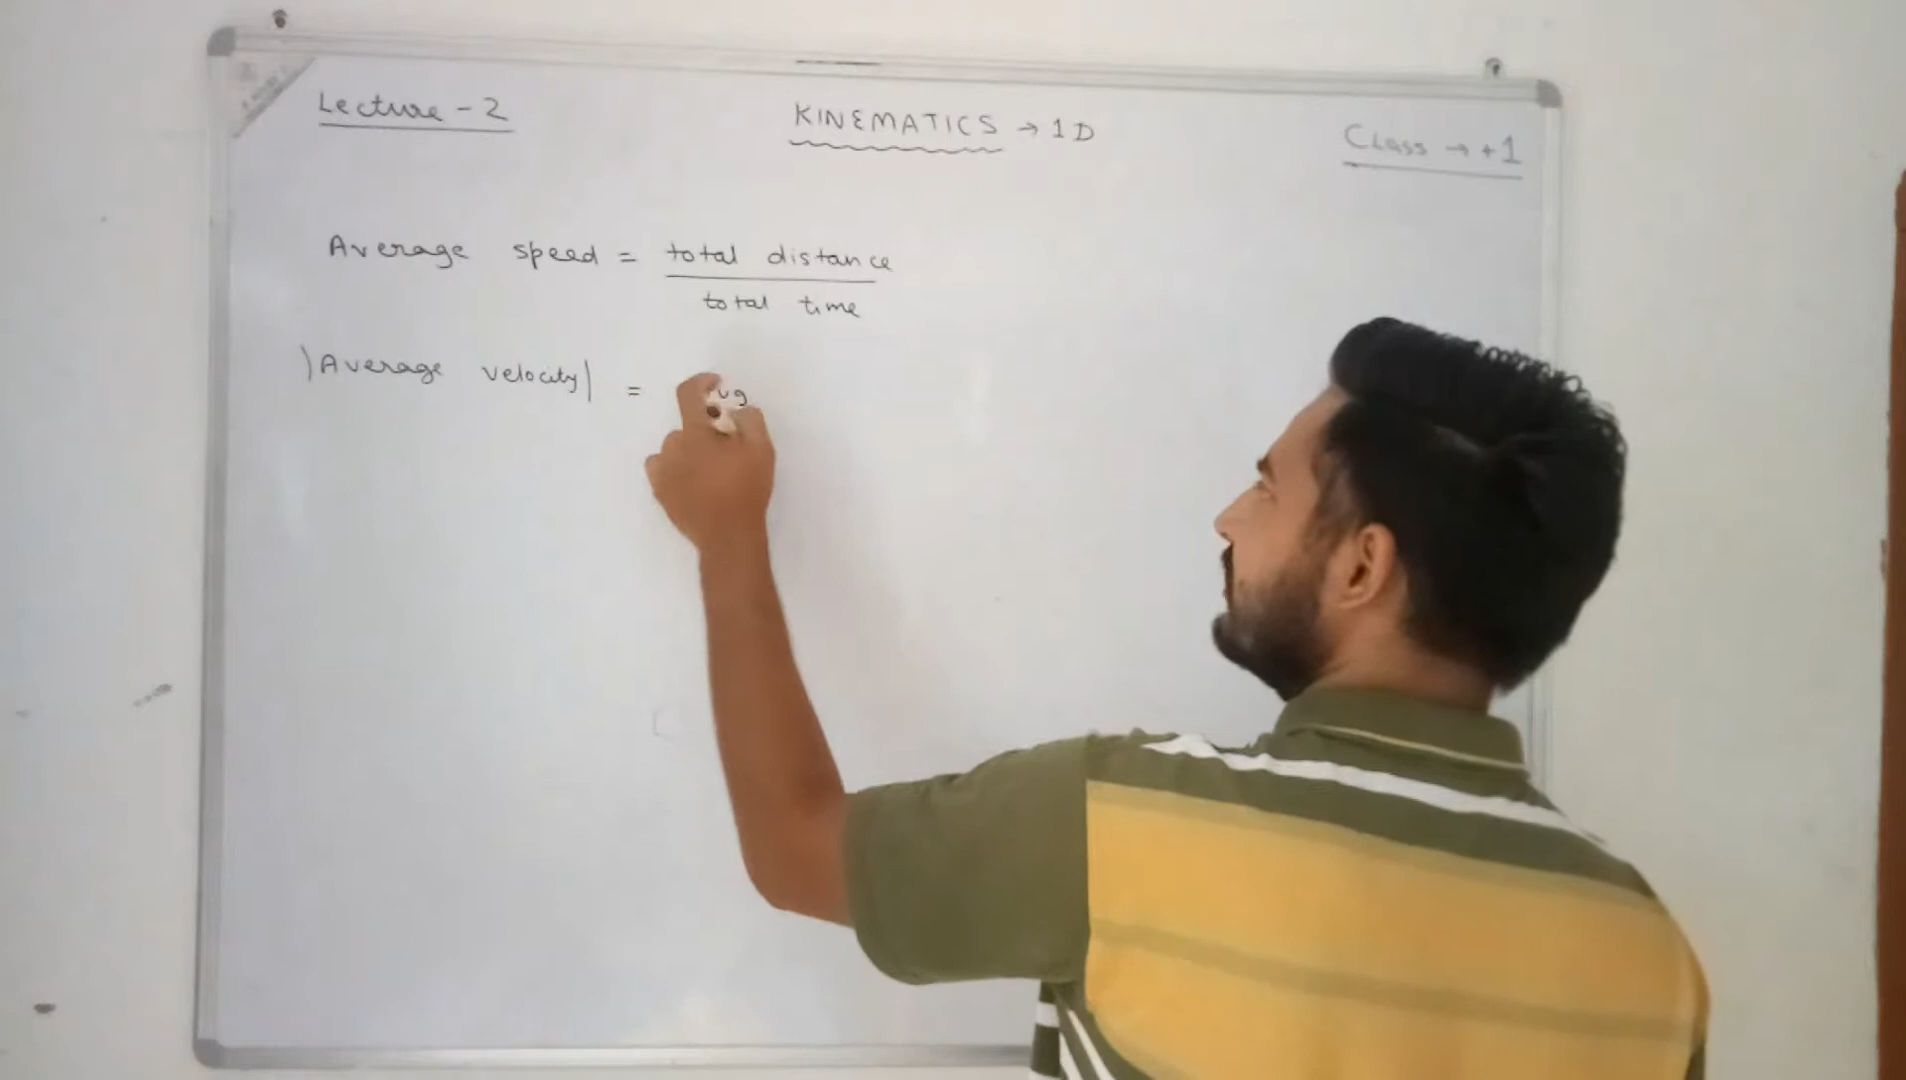 Lecture - 2
KINEMATICS → 1D
Class → +1
Average speed = total distance
total time
|Average velocity| =